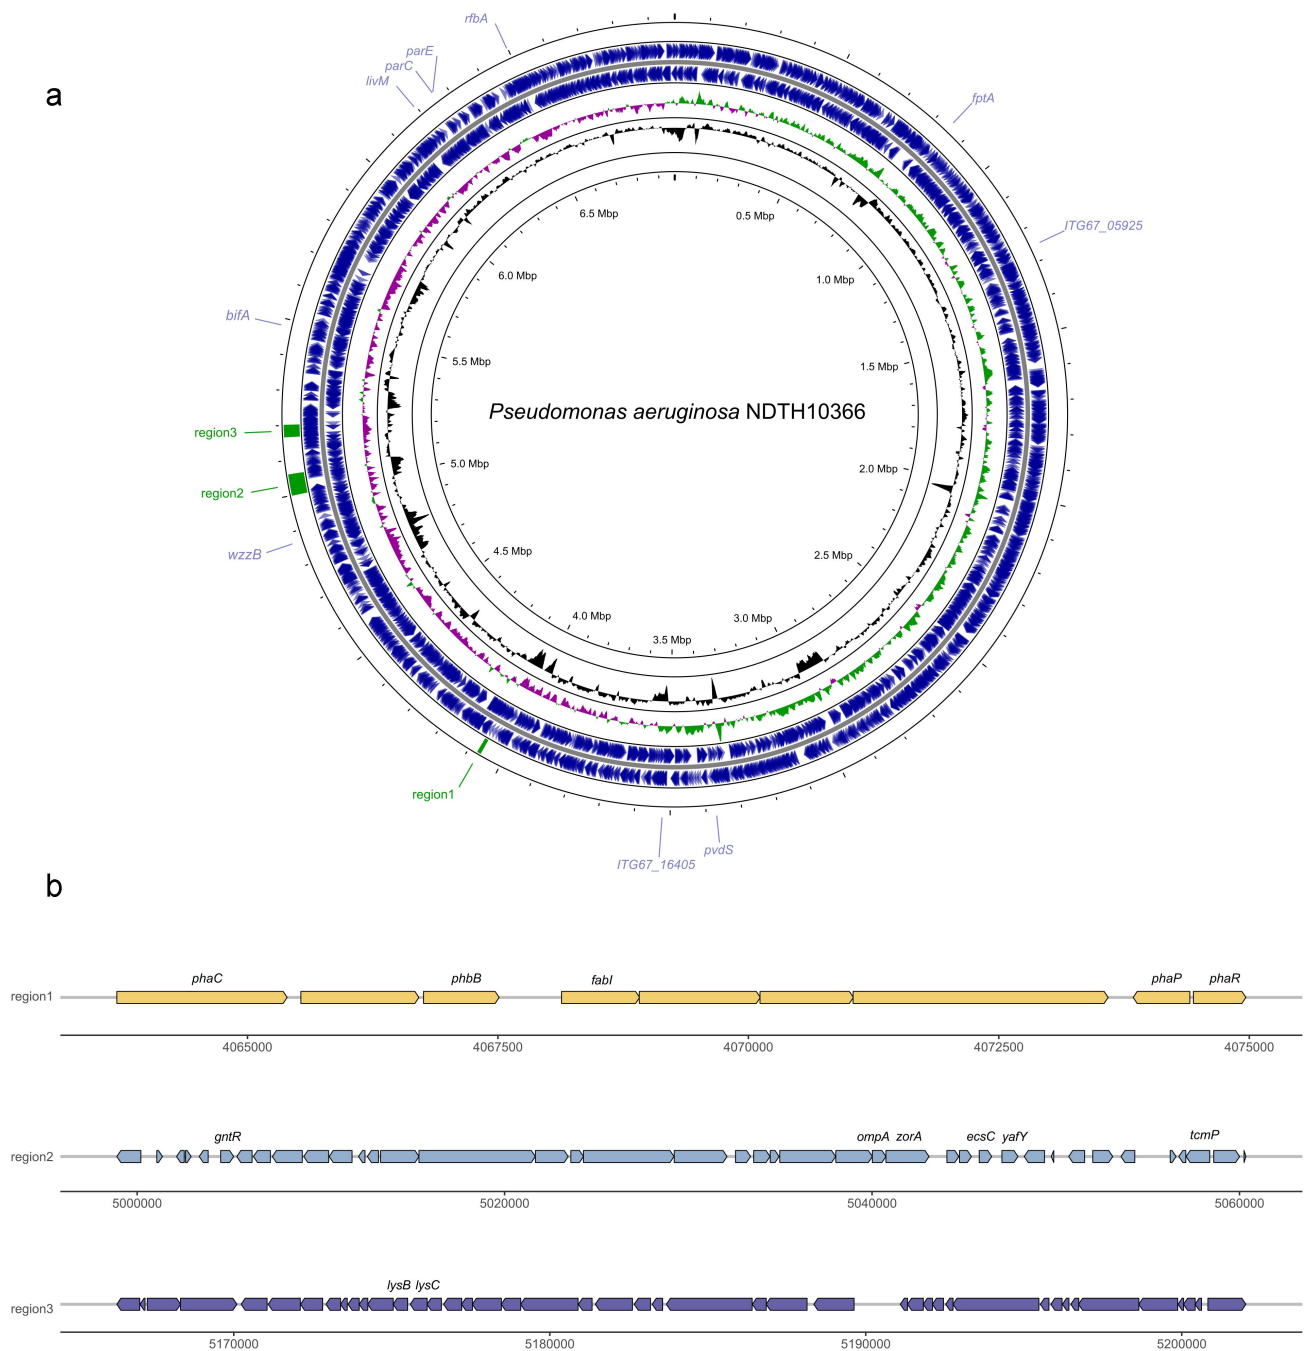 a
rfbA
parE
parC
livM
fptA
ITG67_05925
bifA
region3
region2
wzzB
region1
ITG67_16405
pvdS
6.5 Mbp
0.5 Mbp
6.0 Mbp
1.0 Mbp
5.5 Mbp
1.5 Mbp
Pseudomonas aeruginosa NDTH10366
5.0 Mbp
2.0 Mbp
4.5 Mbp
2.5 Mbp
4.0 Mbp
3.5 Mbp
3.0 Mbp
b
phaC phbB fabI phaP phaR
region1
4065000 4067500 4070000 4072500 4075000
gntR ompA zorA ecsC yafY tcmP
region2
5000000 5020000 5040000 5060000
lysB lysC
region3
5170000 5180000 5190000 5200000